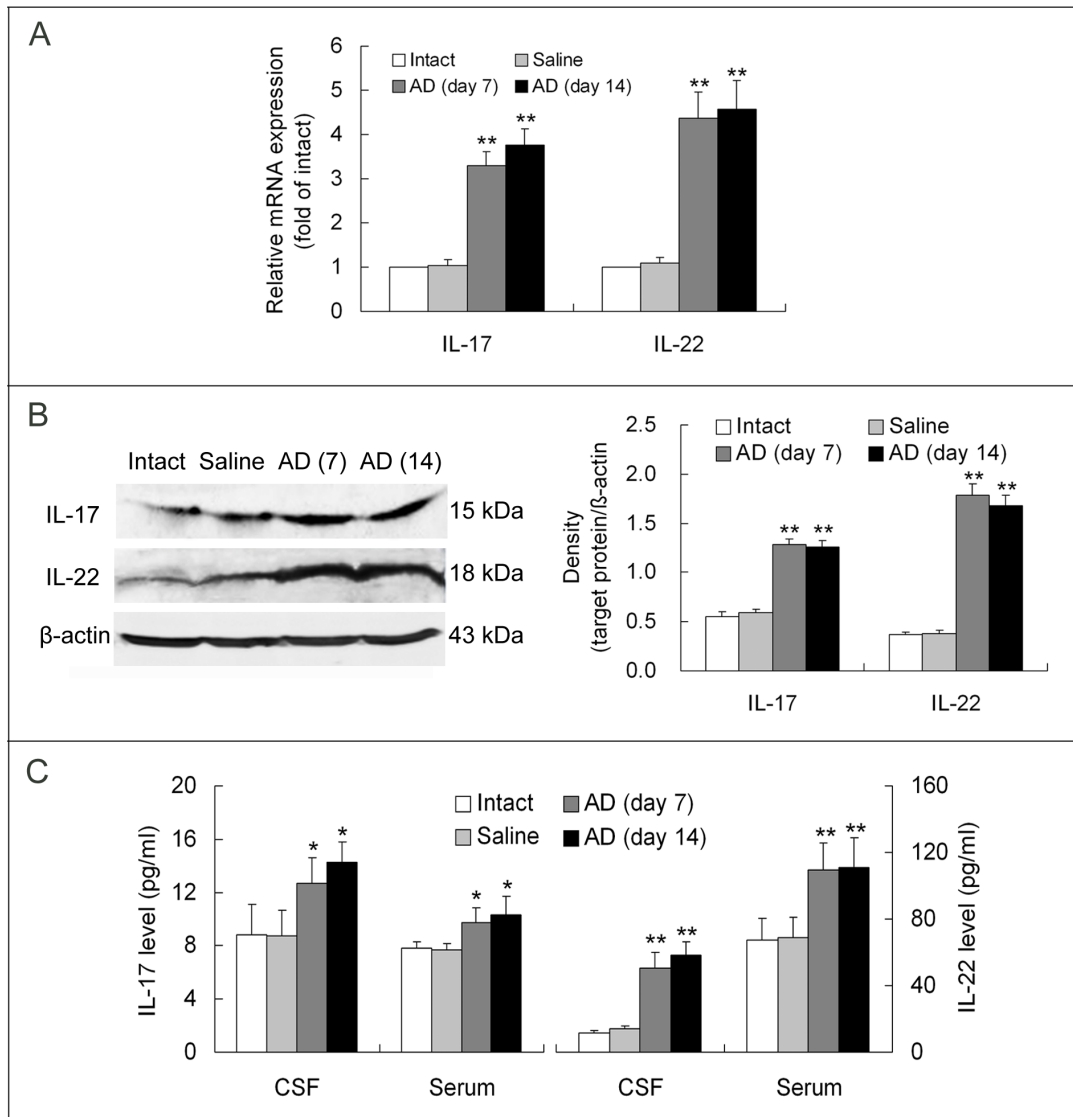 A
Relative mRNA expression
(fold of intact)
6
5
4
3
2
1
0
Intact Saline
AD (day 7) AD (day 14)
** ** ** **
IL-17 IL-22
B
Intact Saline AD (7) AD (14)
IL-17 15 kDa
IL-22 18 kDa
β-actin 43 kDa
Density
(target protein/ß-actin)
2.5
2.0
1.5
1.0
0.5
0.0
Intact Saline
AD (day 7) AD (day 14)
** ** ** **
IL-17 IL-22
C
IL-17 level (pg/ml)
20
16
12
8
4
0
Intact AD (day 7)
Saline AD (day 14)
* * * * ** ** ** **
CSF Serum CSF Serum
160
120
80
40
0
IL-22 level (pg/ml)